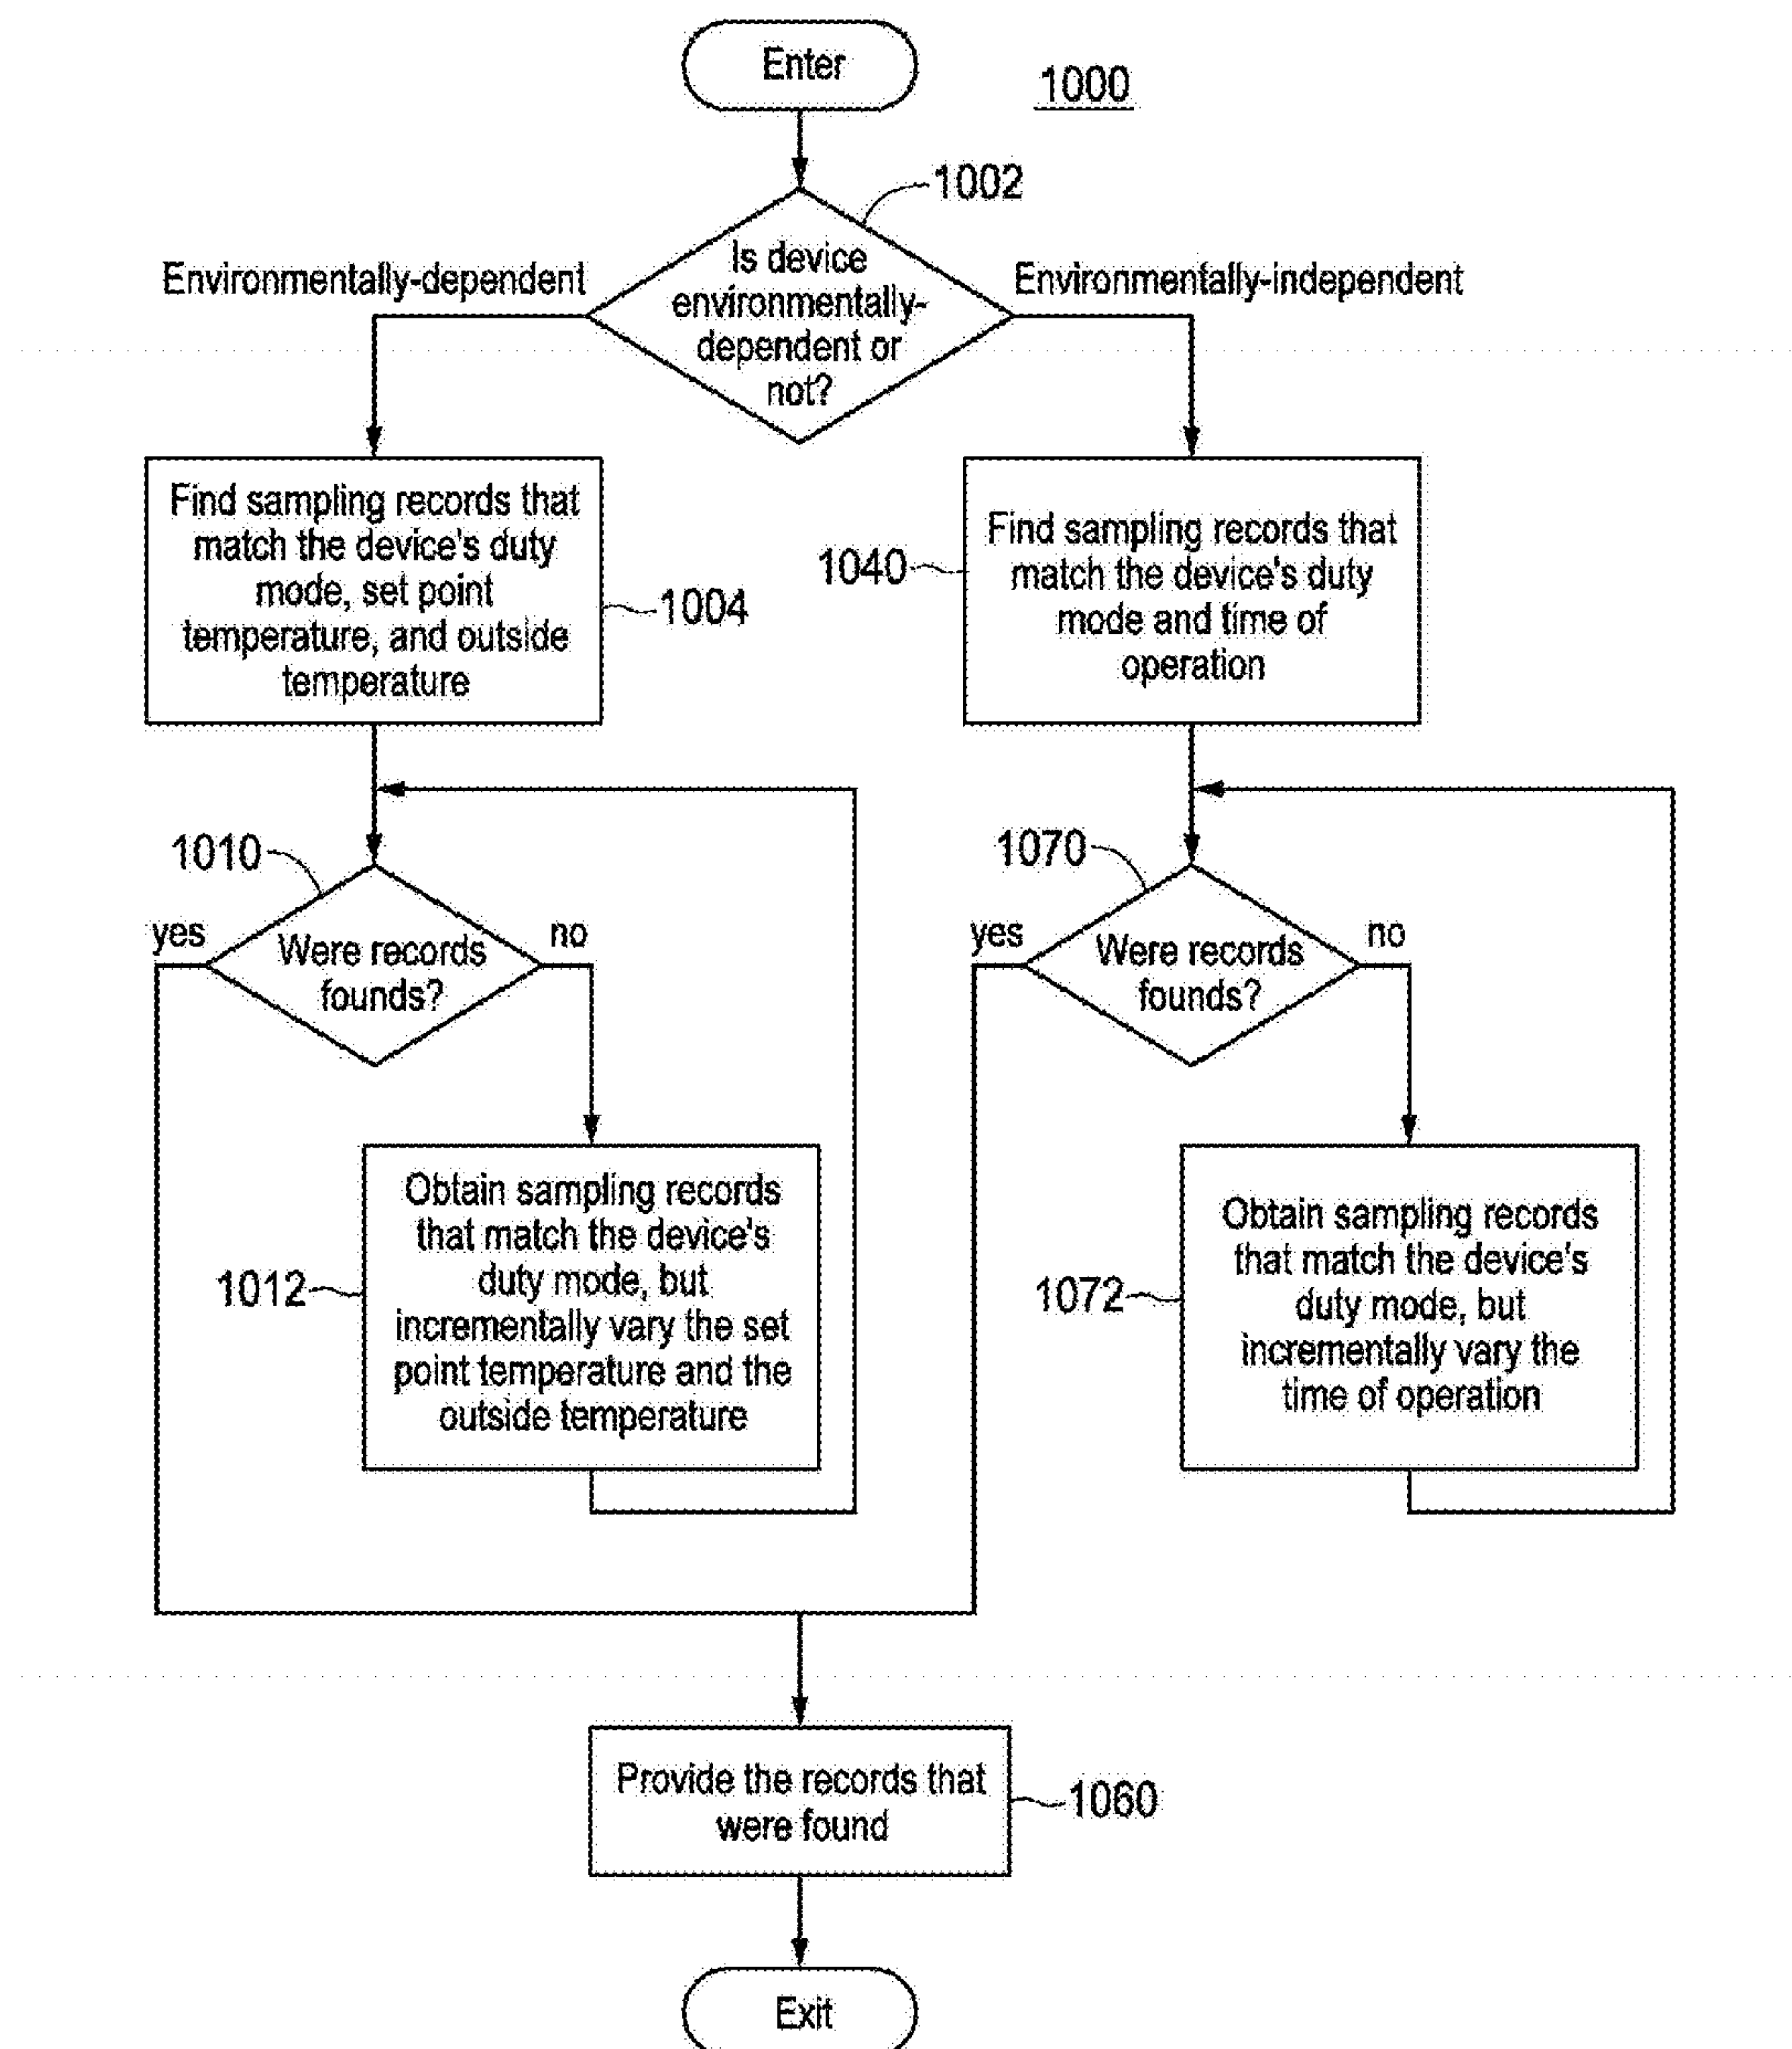 Enter
1000
1002
Is device
environmentally-
dependent or
not?
Environmentally-dependent
Environmentally-independent
Find sampling records that
match the device's duty
mode, set point
temperature, and outside
temperature
1004
1040
Find sampling records that
match the device's duty
mode and time of
operation
1010
yes
Were records
founds?
no
1070
yes
Were records
founds?
no
1012
Obtain sampling records
that match the device's
duty mode, but
incrementally vary the set
point temperature and the
outside temperature
1072
Obtain sampling records
that match the device's
duty mode, but
incrementally vary the
time of operation
Provide the records that
were found
1060
Exit